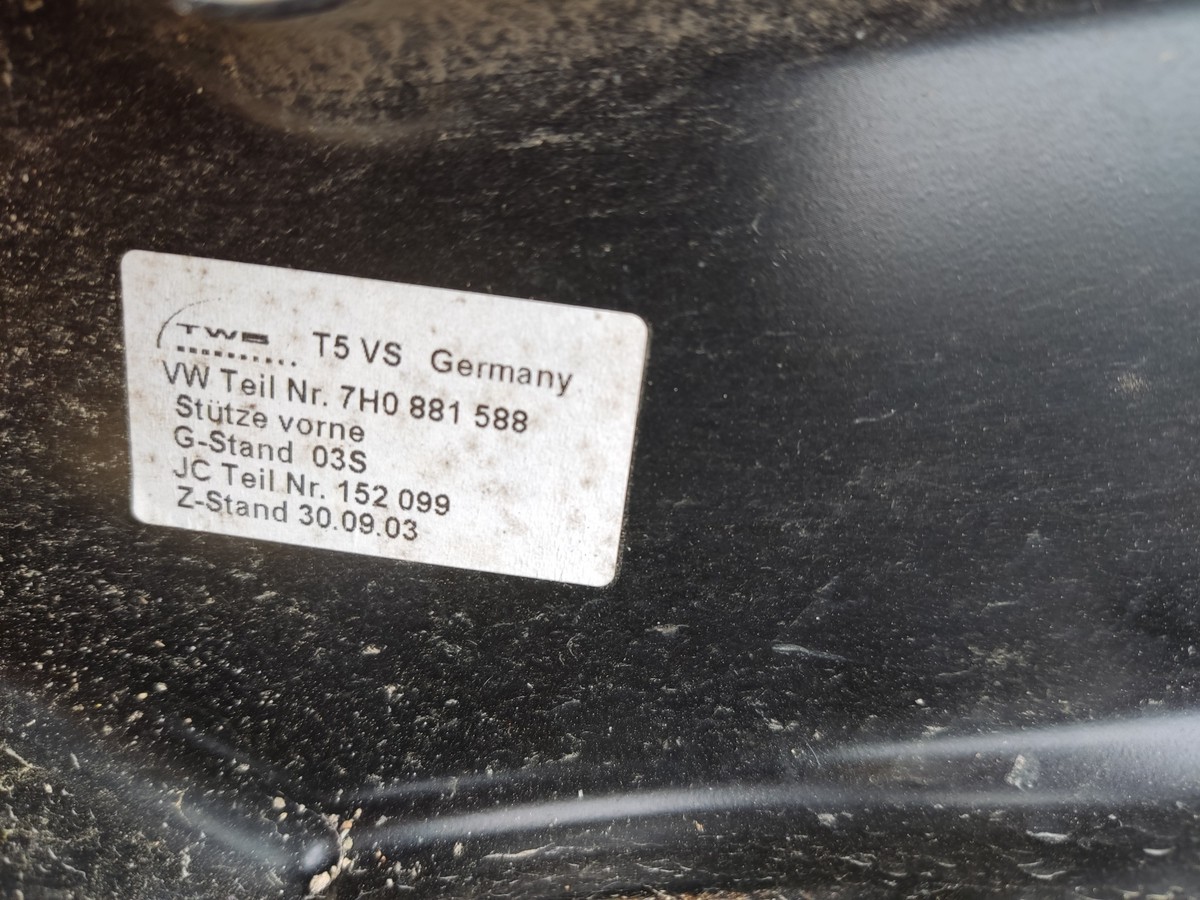 TWB T5 VS Germany
VW Teil Nr. 7H0 881 588
Stütze vorne
G-Stand 03S
JC Teil Nr. 152 099
Z-Stand 30.09.03